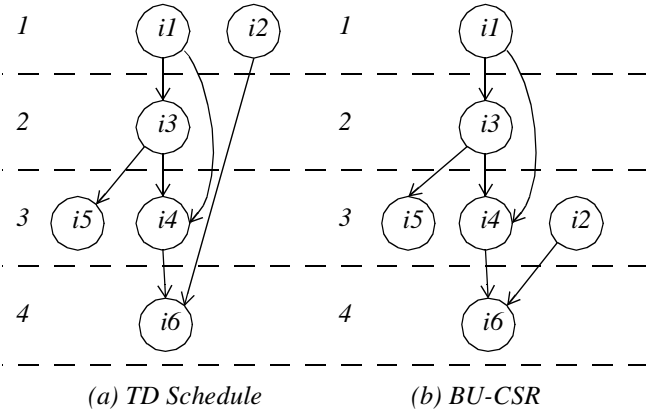 1 i1 i2 1 i1
2 i3 2 i3
3 i5 i4 3 i5 i4 i2
4 i6 4 i6
(a) TD Schedule (b) BU-CSR